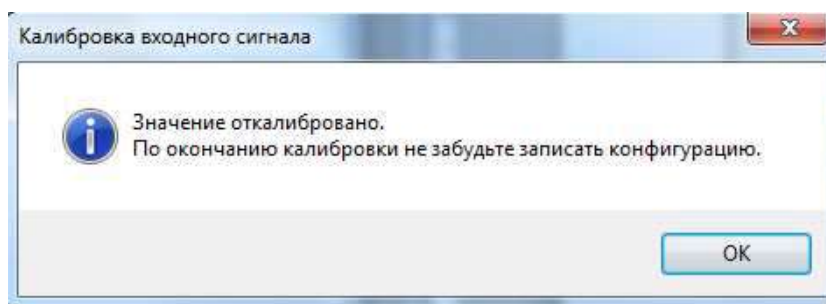 Калибровка входного сигнала
Значение откалибровано.
По окончанию калибровки не забудьте записать конфигурацию.
OK